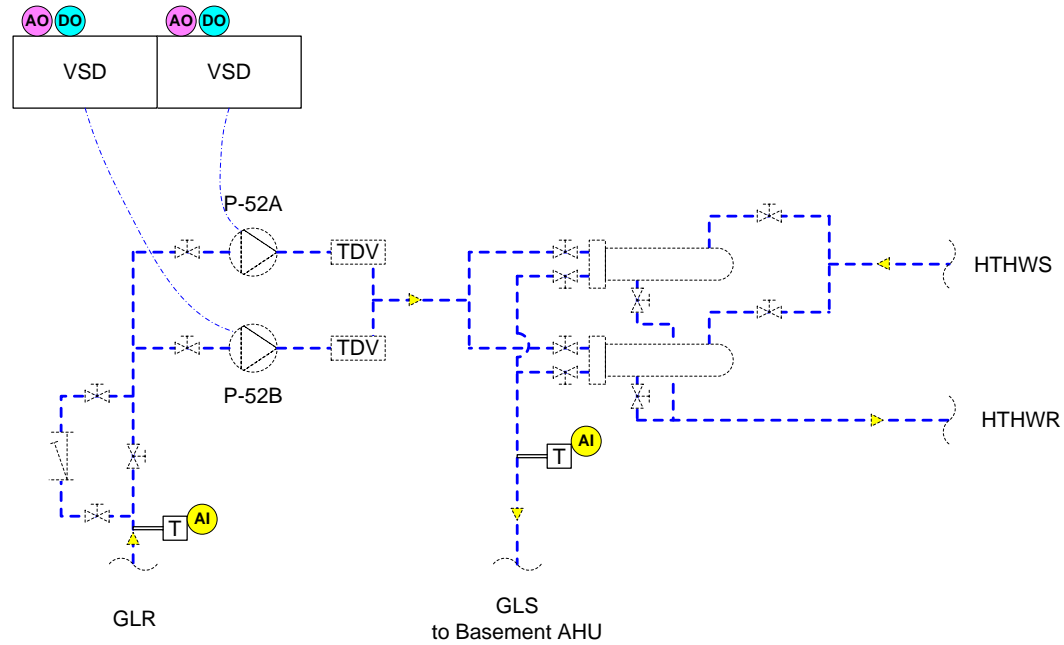 AO DO AO DO
VSD VSD
P-52A
TDV
HTHWS
TDV
P-52B
HTHWR
T AI
T AI
GLR
GLS
to Basement AHU